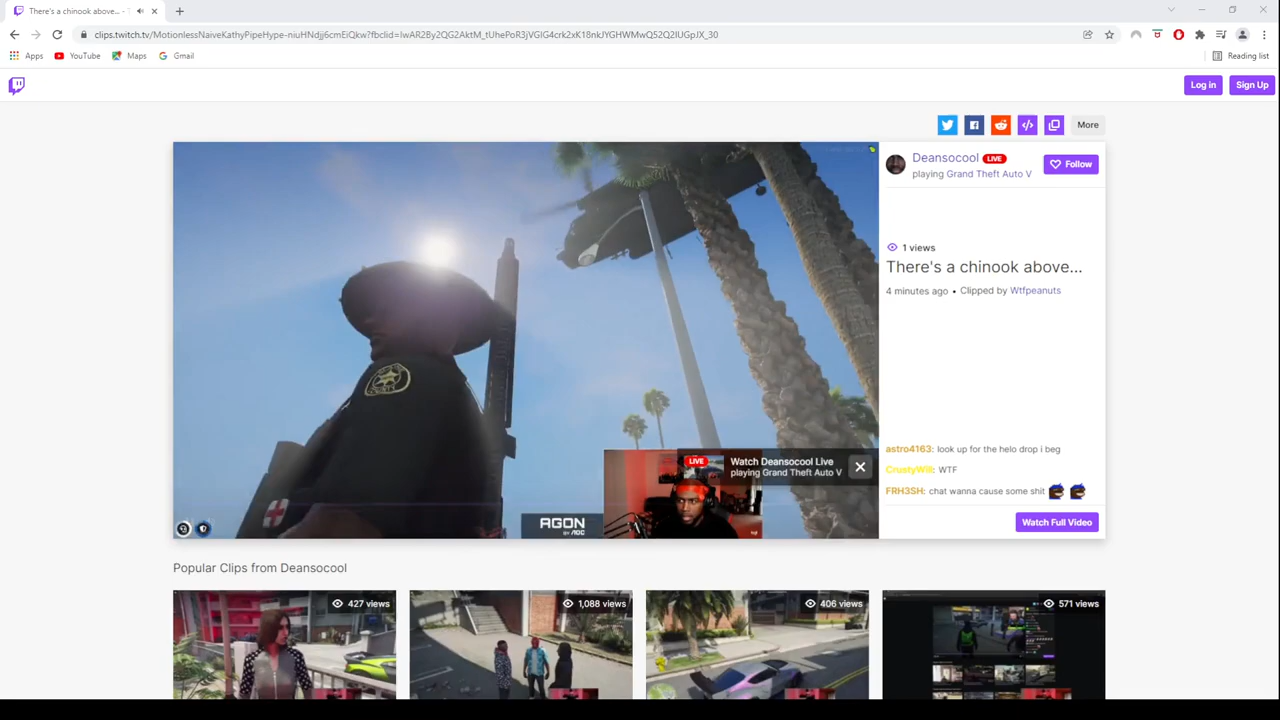 There's a chinook above... - T
clips.twitch.tv/MotionlessNaiveKathyPipeHype-niuHNdjj6cmEiQkw?fbclid=IwAR2By2QG2AktM_tUhePoR3jVGIG4crk2xK18nkJYGHWMwQ52Q2IUGpJX_30
Apps YouTube Maps Gmail Reading list
Log in Sign Up
More
Deansocool LIVE
playing Grand Theft Auto V
Follow
1 views
There's a chinook above...
4 minutes ago • Clipped by Wtfpeanuts
astro4163: look up for the helo drop i beg
CrustyWill: WTF
FRH3SH: chat wanna cause some shit
Watch Full Video
LIVE
Watch Deansocool Live
playing Grand Theft Auto V
AGON
BY AOC
Popular Clips from Deansocool
427 views
1,088 views
406 views
571 views